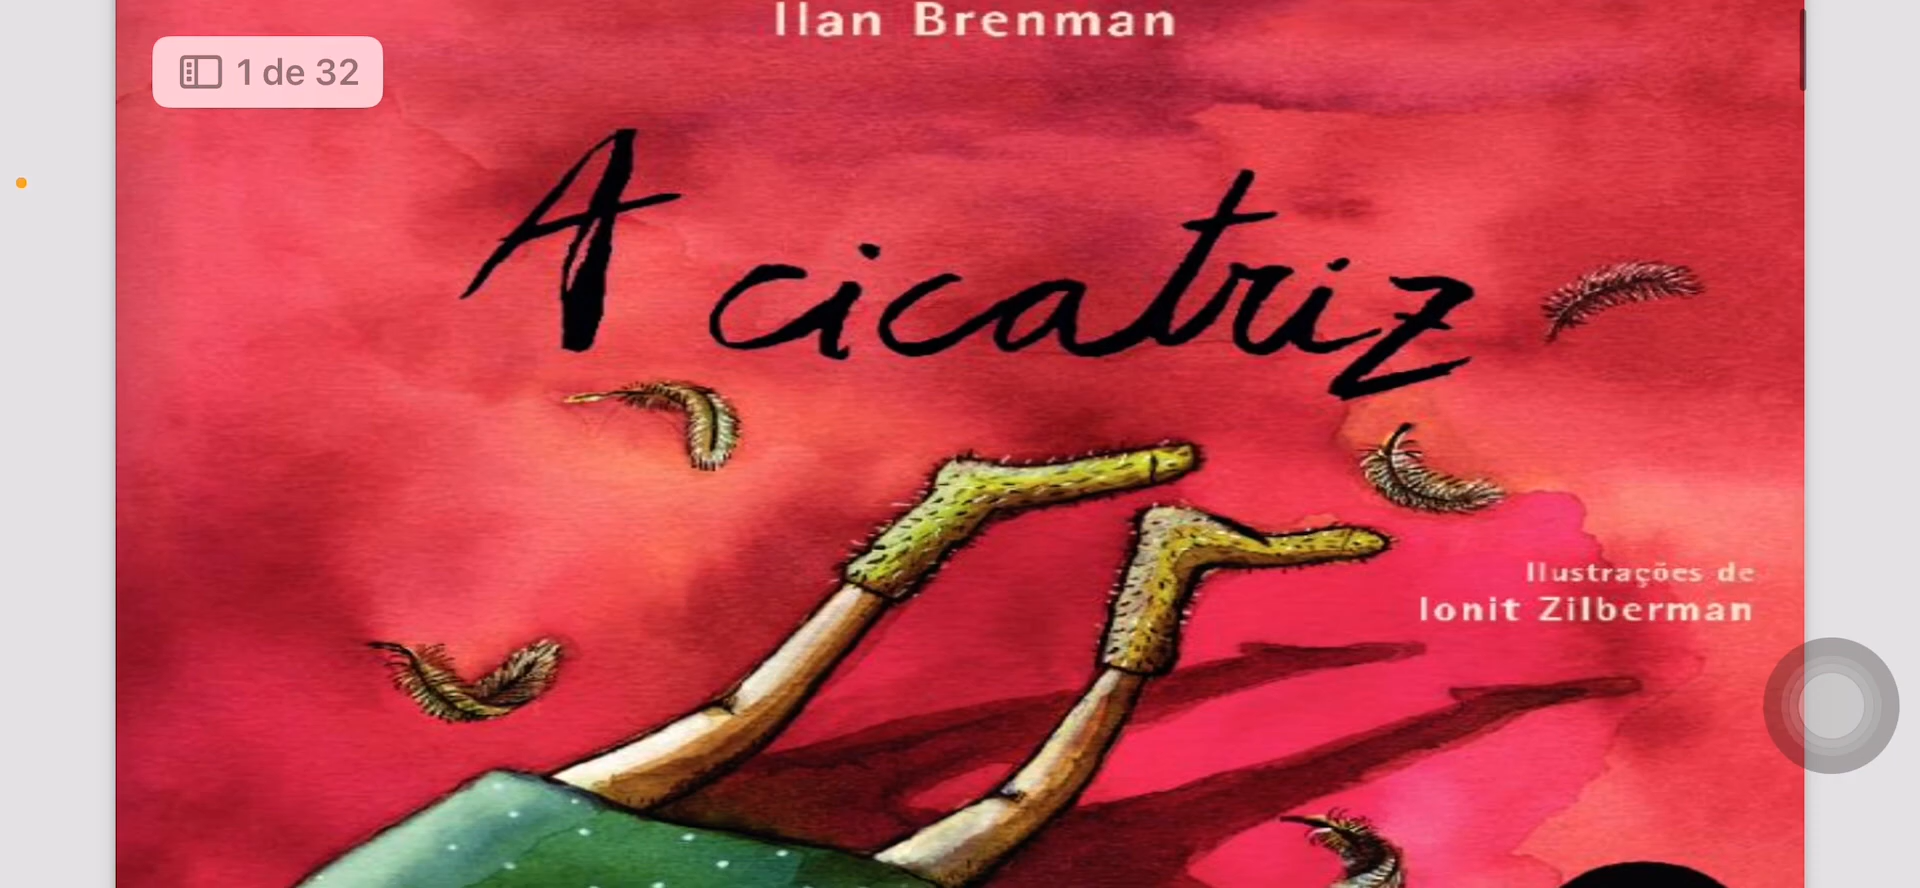 Ilan Brenman
1 de 32
A cicatriz
Ilustrações de
Ionit Zilberman